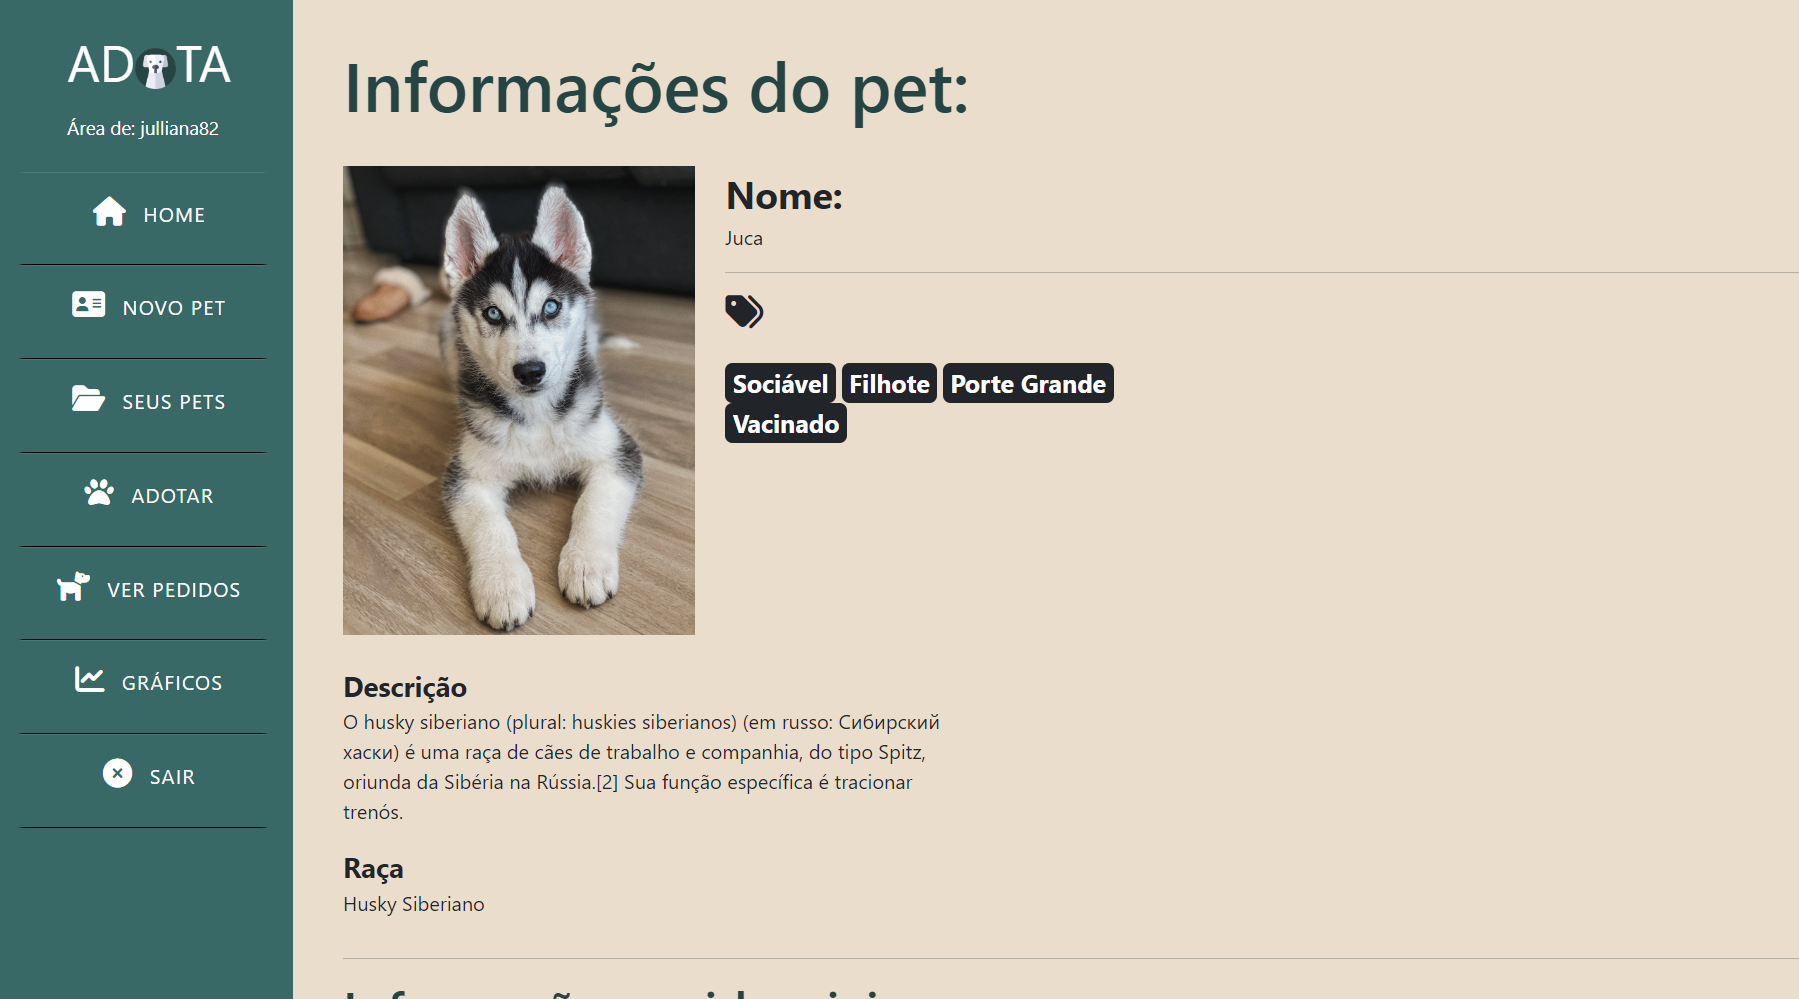 ADOTA
Área de: julliana82
HOME
NOVO PET
SEUS PETS
ADOTAR
VER PEDIDOS
GRÁFICOS
SAIR
Informações do pet:
Nome:
Juca
Sociável Filhote Porte Grande
Vacinado
Descrição
O husky siberiano (plural: huskies siberianos) (em russo: Сибирский
хаски) é uma raça de cães de trabalho e companhia, do tipo Spitz,
oriunda da Sibéria na Rússia.[2] Sua função específica é tracionar
trenós.
Raça
Husky Siberiano